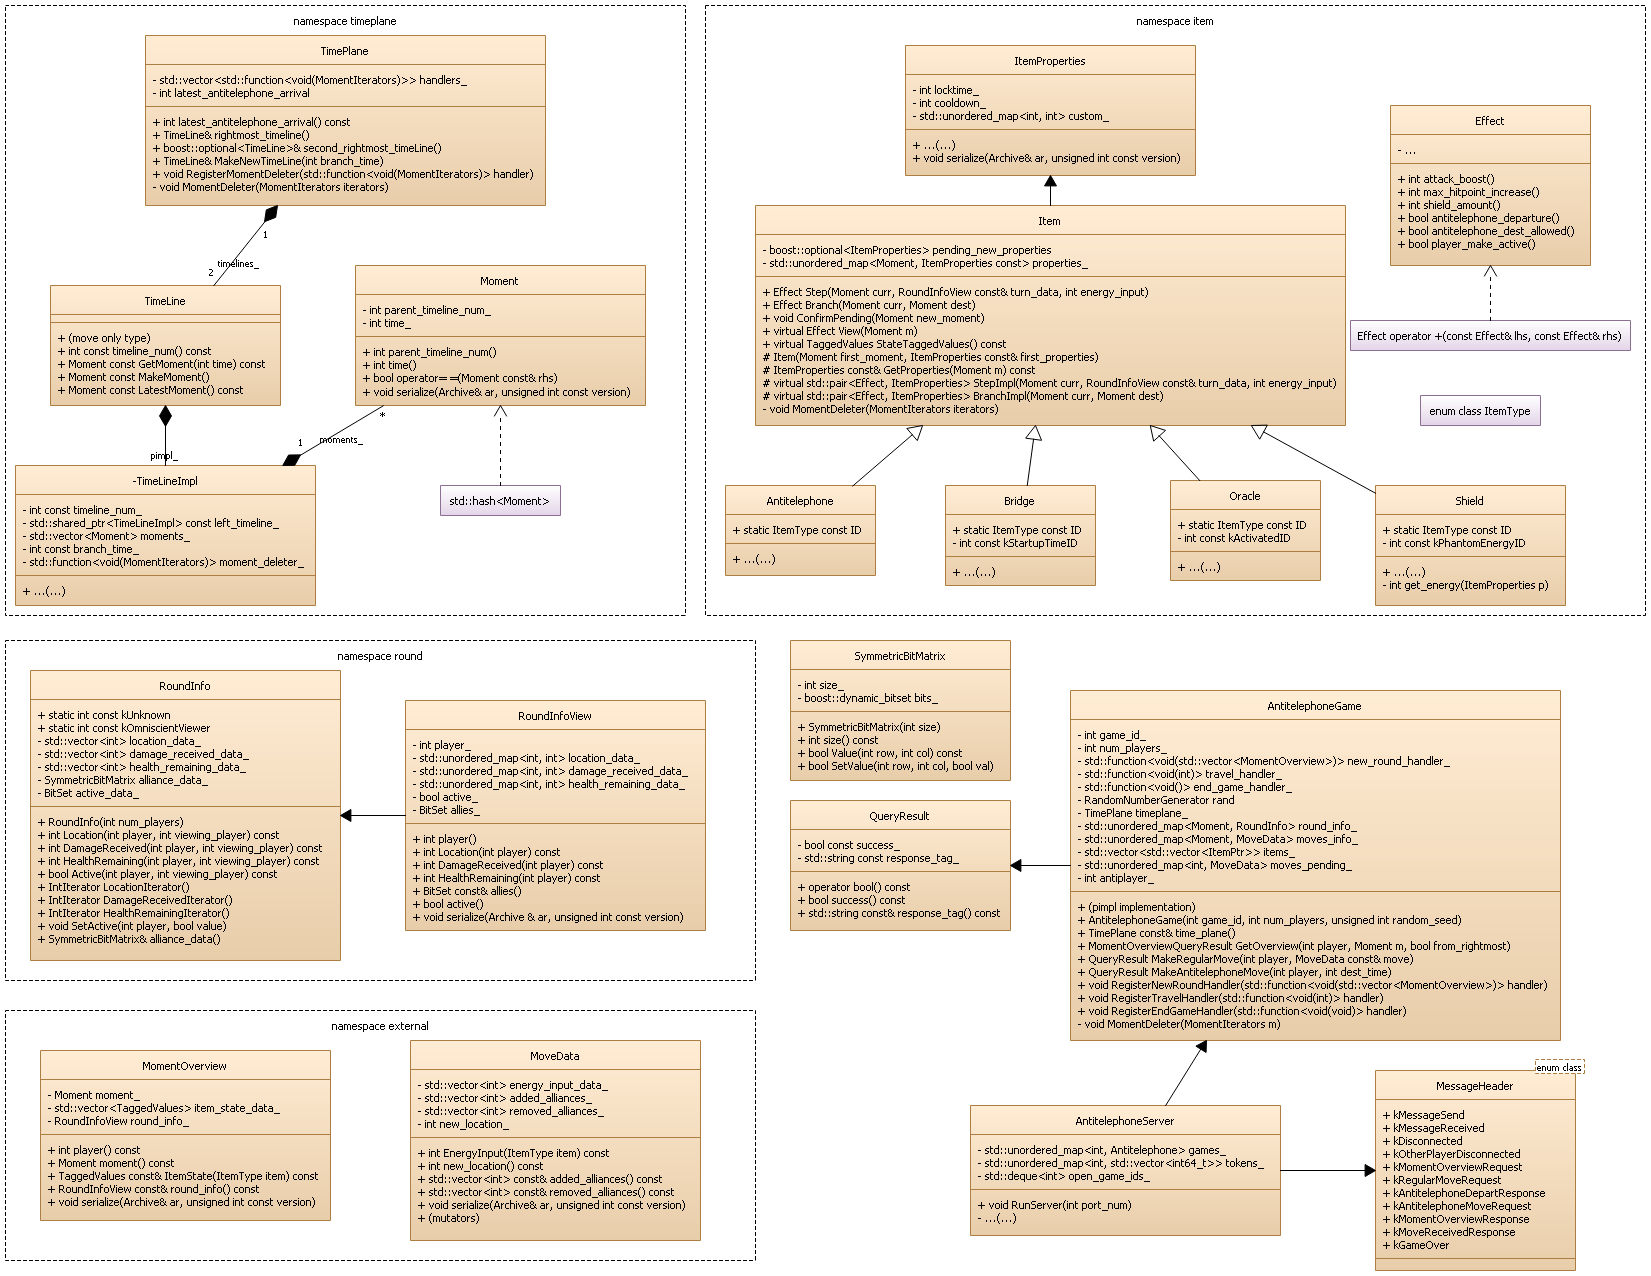 namespace timeplane
TimePlane
- std::vector<std::function<void(MomentIterators)>> handlers_
- int latest_antitelephone_arrival
+ int latest_antitelephone_arrival() const
+ TimeLine& rightmost_timeline()
+ boost::optional<TimeLine>& second_rightmost_timeLine()
+ TimeLine& MakeNewTimeLine(int branch_time)
+ void RegisterMomentDeleter(std::function<void(MomentIterators)> handler)
- void MomentDeleter(MomentIterators iterators)
1
timelines_
2
TimeLine
+ (move only type)
+ int const timeline_num() const
+ Moment const GetMoment(int time) const
+ Moment const MakeMoment()
+ Moment const LatestMoment() const
Moment
- int parent_timeline_num_
- int time_
+ int parent_timeline_num()
+ int time()
+ bool operator==(Moment const& rhs)
+ void serialize(Archive& ar, unsigned int const version)
*
1
moments_
pimpl_
-TimeLineImpl
- int const timeline_num_
- std::shared_ptr<TimeLineImpl> const left_timeline_
- std::vector<Moment> moments_
- int const branch_time_
- std::function<void(MomentIterators)> moment_deleter_
+ ...(...)
std::hash<Moment>
namespace item
ItemProperties
- int locktime_
- int cooldown_
- std::unordered_map<int, int> custom_
+ ...(...)
+ void serialize(Archive& ar, unsigned int const version)
Effect
- ...
+ int attack_boost()
+ int max_hitpoint_increase()
+ int shield_amount()
+ bool antitelephone_departure()
+ bool antitelephone_dest_allowed()
+ bool player_make_active()
Item
- boost::optional<ItemProperties> pending_new_properties
- std::unordered_map<Moment, ItemProperties const> properties_
+ Effect Step(Moment curr, RoundInfoView const& turn_data, int energy_input)
+ Effect Branch(Moment curr, Moment dest)
+ void ConfirmPending(Moment new_moment)
+ virtual Effect View(Moment m)
+ virtual TaggedValues StateTaggedValues() const
# Item(Moment first_moment, ItemProperties const& first_properties)
# ItemProperties const& GetProperties(Moment m) const
# virtual std::pair<Effect, ItemProperties> StepImpl(Moment curr, RoundInfoView const& turn_data, int energy_input)
# virtual std::pair<Effect, ItemProperties> BranchImpl(Moment curr, Moment dest)
- void MomentDeleter(MomentIterators iterators)
Effect operator +(const Effect& lhs, const Effect& rhs)
enum class ItemType
Antitelephone
+ static ItemType const ID
+ ...(...)
Bridge
+ static ItemType const ID
- int const kStartupTimeID
+ ...(...)
Oracle
+ static ItemType const ID
- int const kActivatedID
+ ...(...)
Shield
+ static ItemType const ID
- int const kPhantomEnergyID
+ ...(...)
- int get_energy(ItemProperties p)
namespace round
RoundInfo
+ static int const kUnknown
+ static int const kOmniscientViewer
- std::vector<int> location_data_
- std::vector<int> damage_received_data_
- std::vector<int> health_remaining_data_
- SymmetricBitMatrix alliance_data_
- BitSet active_data_
+ RoundInfo(int num_players)
+ int Location(int player, int viewing_player) const
+ int DamageReceived(int player, int viewing_player) const
+ int HealthRemaining(int player, int viewing_player) const
+ bool Active(int player, int viewing_player) const
+ IntIterator LocationIterator()
+ IntIterator DamageReceivedIterator()
+ IntIterator HealthRemainingIterator()
+ void SetActive(int player, bool value)
+ SymmetricBitMatrix& alliance_data()
RoundInfoView
- int player_
- std::unordered_map<int, int> location_data_
- std::unordered_map<int, int> damage_received_data_
- std::unordered_map<int, int> health_remaining_data_
- bool active_
- BitSet allies_
+ int player()
+ int Location(int player) const
+ int DamageReceived(int player) const
+ int HealthRemaining(int player) const
+ BitSet const& allies()
+ bool active()
+ void serialize(Archive & ar, unsigned int const version)
SymmetricBitMatrix
- int size_
- boost::dynamic_bitset bits_
+ SymmetricBitMatrix(int size)
+ int size() const
+ bool Value(int row, int col) const
+ bool SetValue(int row, int col, bool val)
QueryResult
- bool const success_
- std::string const response_tag_
+ operator bool() const
+ bool success() const
+ std::string const& response_tag() const
AntitelephoneGame
- int game_id_
- int num_players_
- std::function<void(std::vector<MomentOverview>)> new_round_handler_
- std::function<void(int)> travel_handler_
- std::function<void()> end_game_handler_
- RandomNumberGenerator rand
- TimePlane timeplane_
- std::unordered_map<Moment, RoundInfo> round_info_
- std::unordered_map<Moment, MoveData> moves_info_
- std::vector<std::vector<ItemPtr>> items_
- std::unordered_map<int, MoveData> moves_pending_
- int antiplayer_
+ (pimpl implementation)
+ AntitelephoneGame(int game_id, int num_players, unsigned int random_seed)
+ TimePlane const& time_plane()
+ MomentOverviewQueryResult GetOverview(int player, Moment m, bool from_rightmost)
+ QueryResult MakeRegularMove(int player, MoveData const& move)
+ QueryResult MakeAntitelephoneMove(int player, int dest_time)
+ void RegisterNewRoundHandler(std::function<void(std::vector<MomentOverview>)> handler)
+ void RegisterTravelHandler(std::function<void(int)> handler)
+ void RegisterEndGameHandler(std::function<void(void)> handler)
- void MomentDeleter(MomentIterators m)
namespace external
MomentOverview
- Moment moment_
- std::vector<TaggedValues> item_state_data_
- RoundInfoView round_info_
+ int player() const
+ Moment moment() const
+ TaggedValues const& ItemState(ItemType item) const
+ RoundInfoView const& round_info() const
+ void serialize(Archive& ar, unsigned int const version)
MoveData
- std::vector<int> energy_input_data_
- std::vector<int> added_alliances_
- std::vector<int> removed_alliances_
- int new_location_
+ int EnergyInput(ItemType item) const
+ int new_location() const
+ std::vector<int> const& added_alliances() const
+ std::vector<int> const& removed_alliances() const
+ void serialize(Archive& ar, unsigned int const version)
+ (mutators)
AntitelephoneServer
- std::unordered_map<int, Antitelephone> games_
- std::unordered_map<int, std::vector<int64_t>> tokens_
- std::deque<int> open_game_ids_
+ void RunServer(int port_num)
- ...(...)
enum class
MessageHeader
+ kMessageSend
+ kMessageReceived
+ kDisconnected
+ kOtherPlayerDisconnected
+ kMomentOverviewRequest
+ kRegularMoveRequest
+ kAntitelephoneDepartResponse
+ kAntitelephoneMoveRequest
+ kMomentOverviewResponse
+ kMoveReceivedResponse
+ kGameOver